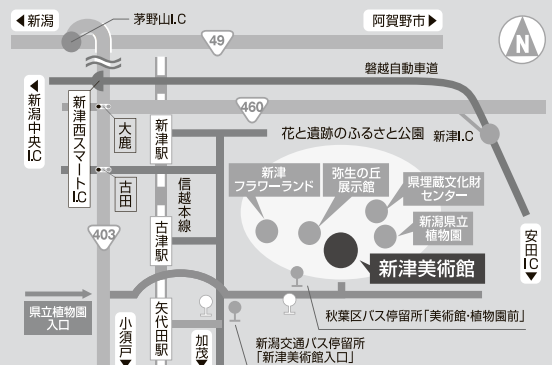 ◀新潟
茅野山I.C
49
阿賀野市▶
N
磐越自動車道
◀新潟中央I.C
新津西スマートI.C
大鹿
新津駅
460
花と遺跡のふるさと公園
新津I.C
古田
信越本線
新津
フラワーランド
弥生の丘
展示館
県埋蔵文化財
センター
新潟県立
植物園
403
古津駅
新津美術館
安田I.C▶
県立植物園
入口
小須戸▶
矢代田駅
加茂▶
秋葉区バス停留所「美術館・植物園前」
新潟交通バス停留所
「新津美術館入口」